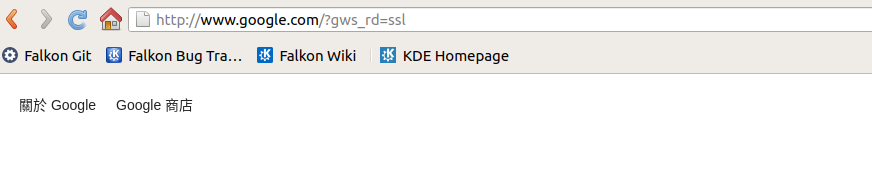 http://www.google.com/?gws_rd=ssl
Falkon Git Falkon Bug Tra... Falkon Wiki KDE Homepage
關於 Google Google 商店